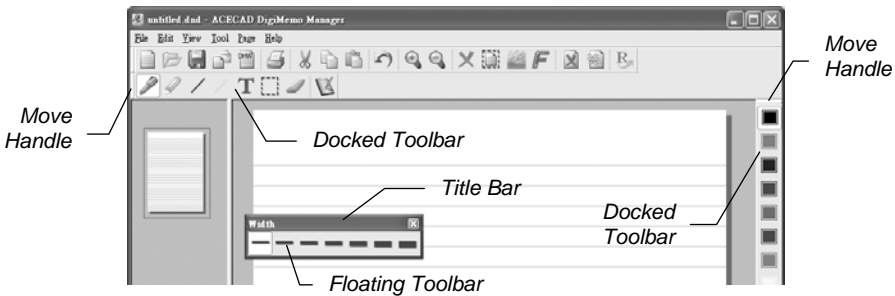 untitled.dnd - ACECAD DigiMemo Manager
File Edit View Tool Page Help
Move
Handle
Move
Handle
Docked Toolbar
Title Bar
Width
Docked
Toolbar
Floating Toolbar